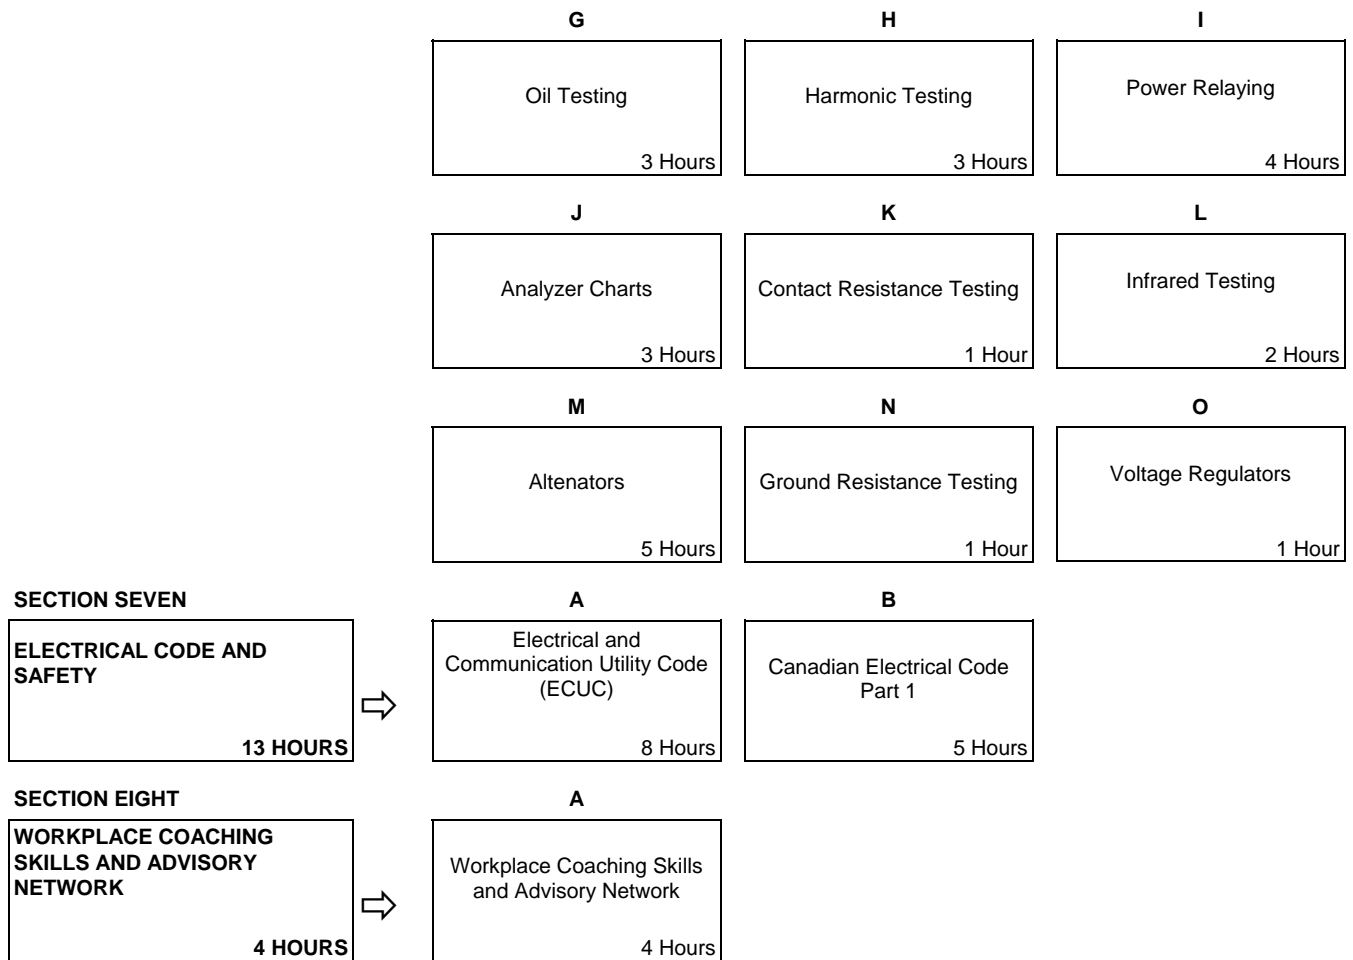 G H I
Oil Testing
3 Hours
Harmonic Testing
3 Hours
Power Relaying
4 Hours
J K L
Analyzer Charts
3 Hours
Contact Resistance Testing
1 Hour
Infrared Testing
2 Hours
M N O
Altenators
5 Hours
Ground Resistance Testing
1 Hour
Voltage Regulators
1 Hour
SECTION SEVEN
ELECTRICAL CODE AND
SAFETY
13 HOURS
A
Electrical and
Communication Utility Code
(ECUC)
8 Hours
B
Canadian Electrical Code
Part 1
5 Hours
SECTION EIGHT
WORKPLACE COACHING
SKILLS AND ADVISORY
NETWORK
4 HOURS
A
Workplace Coaching Skills
and Advisory Network
4 Hours